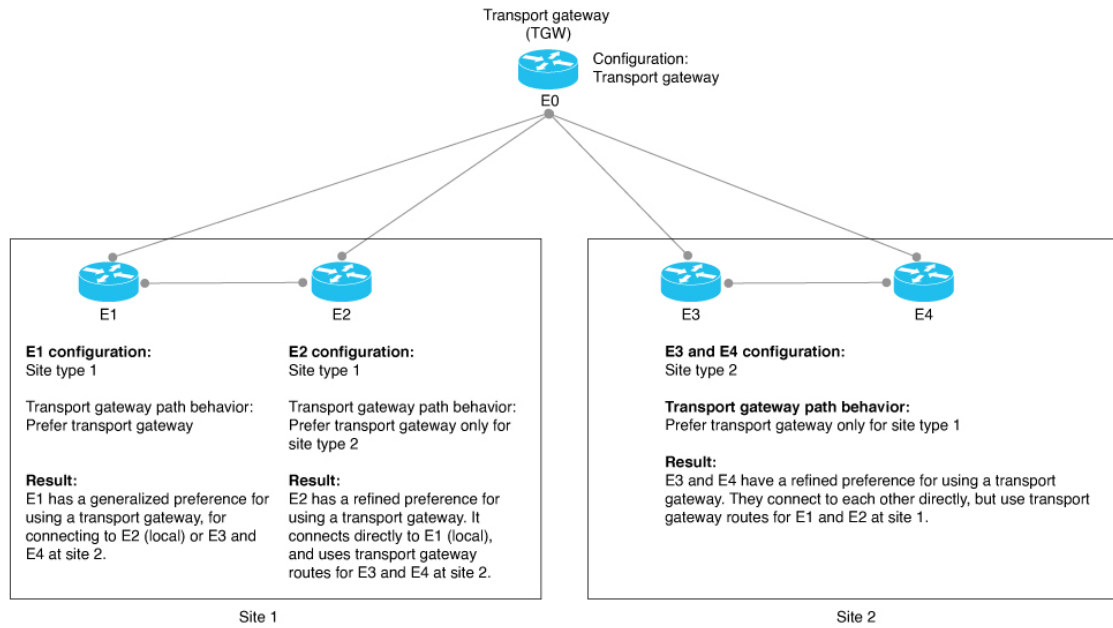 Transport gateway
(TGW)
Configuration:
Transport gateway
E0
E1
E2
E3
E4
E1 configuration:
Site type 1
Transport gateway path behavior:
Prefer transport gateway
Result:
E1 has a generalized preference for
using a transport gateway, for
connecting to E2 (local) or E3 and
E4 at site 2.
E2 configuration:
Site type 1
Transport gateway path behavior:
Prefer transport gateway only for
site type 2
Result:
E2 has a refined preference for
using a transport gateway. It
connects directly to E1 (local),
and uses transport gateway
routes for E3 and E4 at site 2.
E3 and E4 configuration:
Site type 2
Transport gateway path behavior:
Prefer transport gateway only for site type 1
Result:
E3 and E4 have a refined preference for using a transport
gateway. They connect to each other directly, but use transport
gateway routes for E1 and E2 at site 1.
Site 1
Site 2